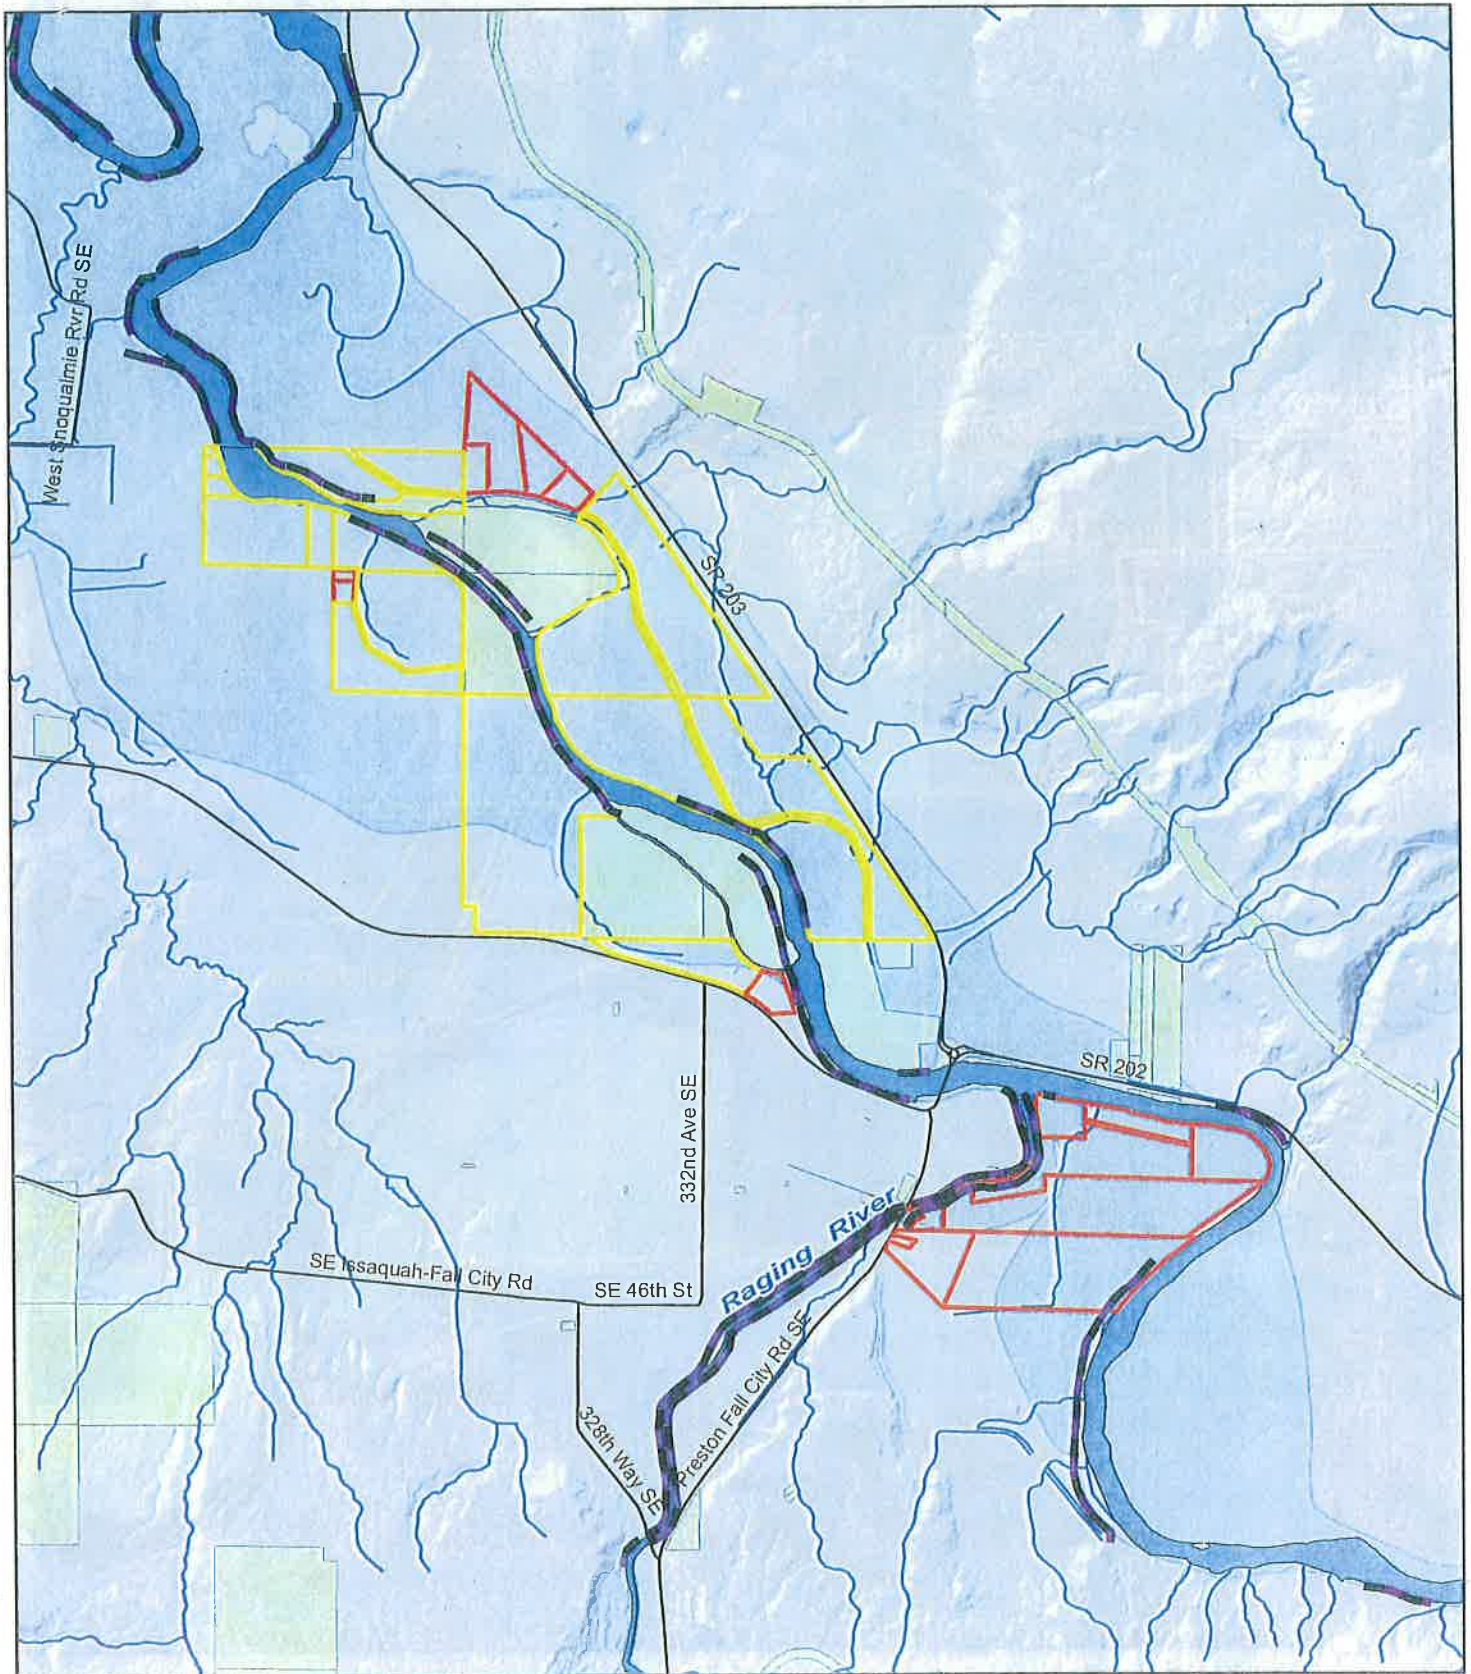 West Snoqualmie Rvr Rd SE
SR 203
SR 202
332nd Ave SE
Raging River
SE Issaquah-Fall City Rd
SE 46th St
328th Way SE
Preston Fall City Rd SE